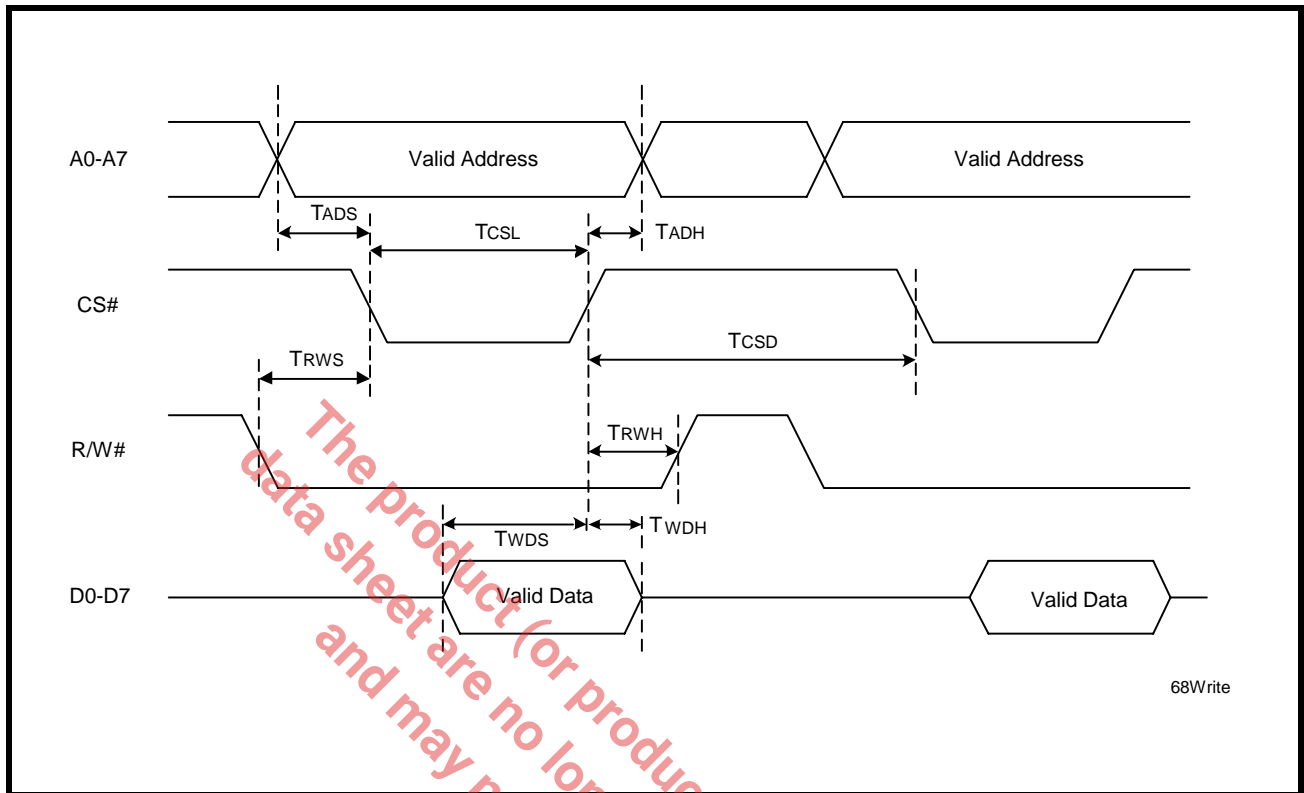 A0-A7
Valid Address
Valid Address
TADS
TCSL
TADH
CS#
TCSD
TRWS
R/W#
TRWH
TWDS
TWDH
D0-D7
Valid Data
Valid Data
68Write
The product (or produc
data sheet are no lon
and may